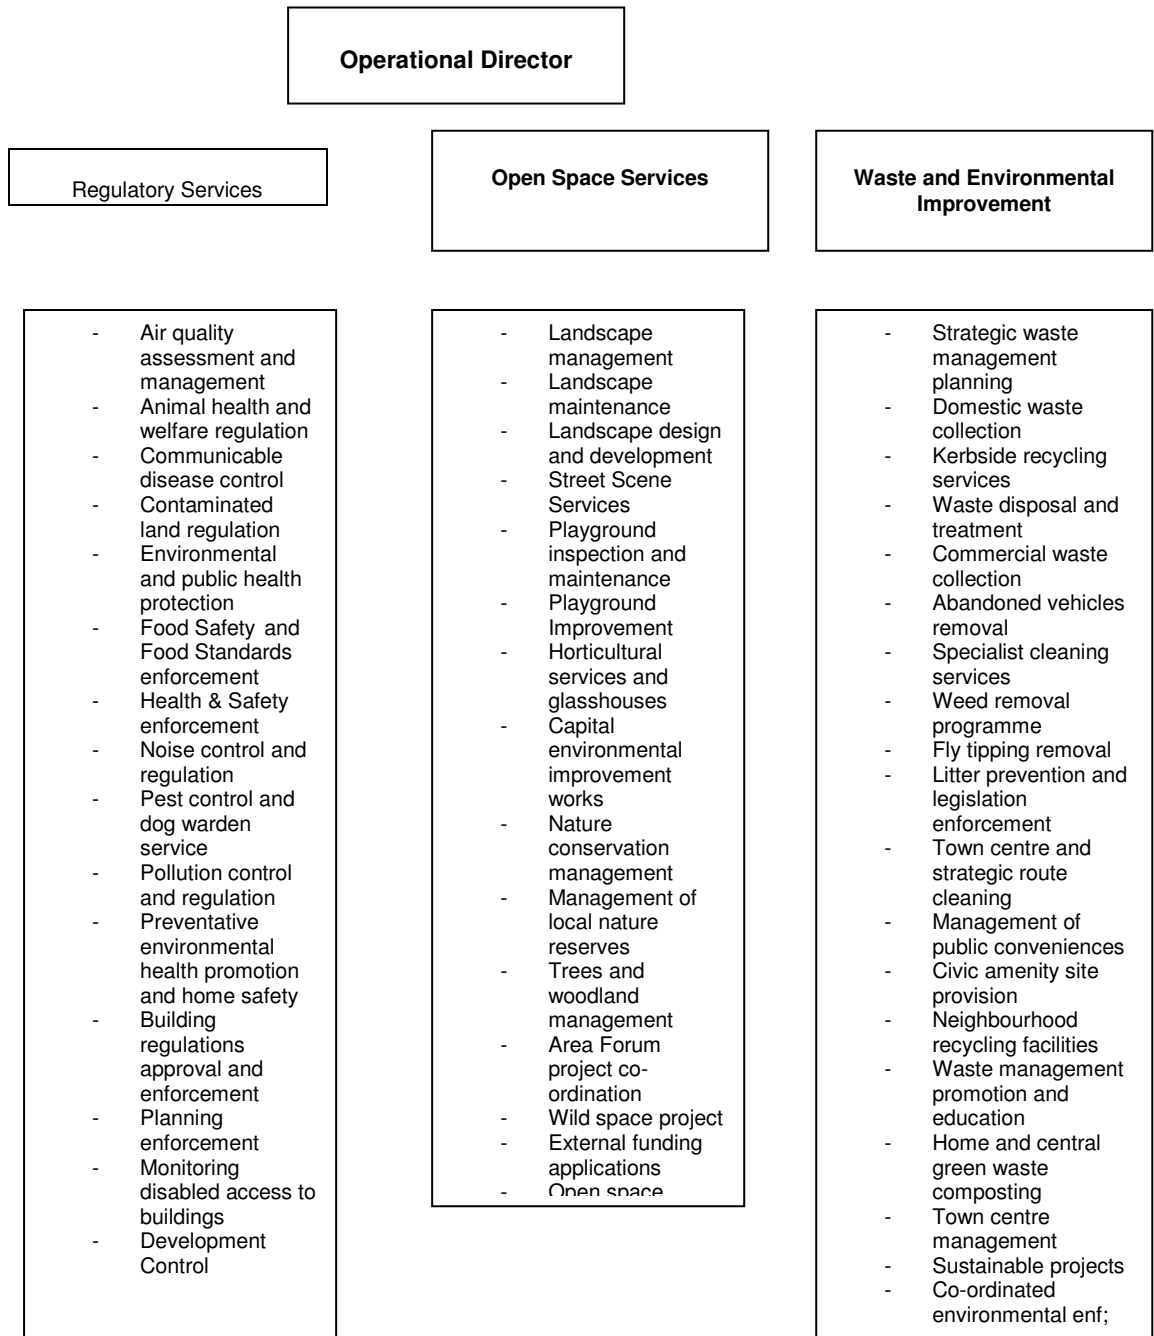 Operational Director
Regulatory Services
Open Space Services
Waste and Environmental
Improvement
- Air quality
assessment and
management
- Animal health and
welfare regulation
- Communicable
disease control
- Contaminated
land regulation
- Environmental
and public health
protection
- Food Safety and
Food Standards
enforcement
- Health & Safety
enforcement
- Noise control and
regulation
- Pest control and
dog warden
service
- Pollution control
and regulation
- Preventative
environmental
health promotion
and home safety
- Building
regulations
approval and
enforcement
- Planning
enforcement
- Monitoring
disabled access to
buildings
- Development
Control
- Landscape
management
- Landscape
maintenance
- Landscape design
and development
- Street Scene
Services
- Playground
inspection and
maintenance
- Playground
Improvement
- Horticultural
services and
glasshouses
- Capital
environmental
improvement
works
- Nature
conservation
management
- Management of
local nature
reserves
- Trees and
woodland
management
- Area Forum
project co-
ordination
- Wild space project
- External funding
applications
- Open space
- Strategic waste
management
planning
- Domestic waste
collection
- Kerbside recycling
services
- Waste disposal and
treatment
- Commercial waste
collection
- Abandoned vehicles
removal
- Specialist cleaning
services
- Weed removal
programme
- Fly tipping removal
- Litter prevention and
legislation
enforcement
- Town centre and
strategic route
cleaning
- Management of
public conveniences
- Civic amenity site
provision
- Neighbourhood
recycling facilities
- Waste management
promotion and
education
- Home and central
green waste
composting
- Town centre
management
- Sustainable projects
- Co-ordinated
environmental enf;